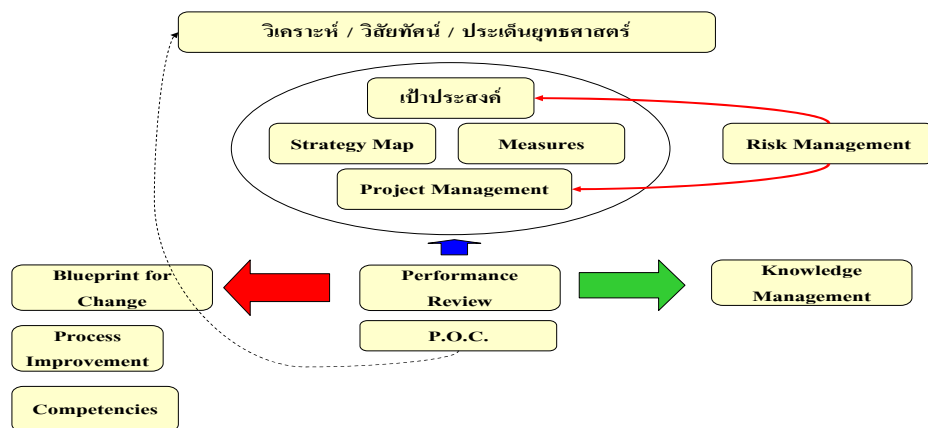 วิเคราะห์ / วิสัยทัศน์ / ประเด็นยุทธศาสตร์
เป้าประสงค์
Strategy Map
Measures
Risk Management
Project Management
Blueprint for
Change
Performance
Review
Knowledge
Management
P.O.C.
Process
Improvement
Competencies